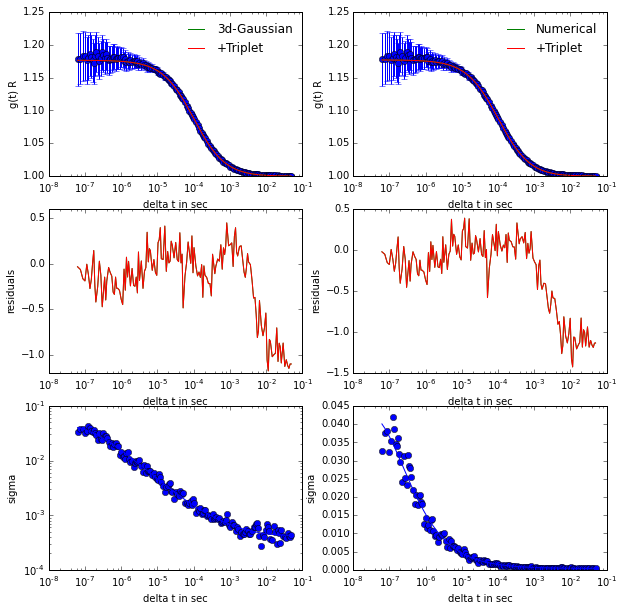 1.25
1.20
1.15
1.10
1.05
1.00
g(t) R
3d-Gaussian
+Triplet
10⁻⁸ 10⁻⁷ 10⁻⁶ 10⁻⁵ 10⁻⁴ 10⁻³ 10⁻² 10⁻¹
delta t in sec
1.25
1.20
1.15
1.10
1.05
1.00
g(t) R
Numerical
+Triplet
10⁻⁸ 10⁻⁷ 10⁻⁶ 10⁻⁵ 10⁻⁴ 10⁻³ 10⁻² 10⁻¹
delta t in sec
0.5
0.0
−0.5
−1.0
residuals
10⁻⁸ 10⁻⁷ 10⁻⁶ 10⁻⁵ 10⁻⁴ 10⁻³ 10⁻² 10⁻¹
delta t in sec
0.5
0.0
−0.5
−1.0
−1.5
residuals
10⁻⁸ 10⁻⁷ 10⁻⁶ 10⁻⁵ 10⁻⁴ 10⁻³ 10⁻² 10⁻¹
delta t in sec
10⁻¹
10⁻²
10⁻³
10⁻⁴
sigma
10⁻⁸ 10⁻⁷ 10⁻⁶ 10⁻⁵ 10⁻⁴ 10⁻³ 10⁻² 10⁻¹
delta t in sec
0.045
0.040
0.035
0.030
0.025
0.020
0.015
0.010
0.005
0.000
sigma
10⁻⁸ 10⁻⁷ 10⁻⁶ 10⁻⁵ 10⁻⁴ 10⁻³ 10⁻² 10⁻¹
delta t in sec